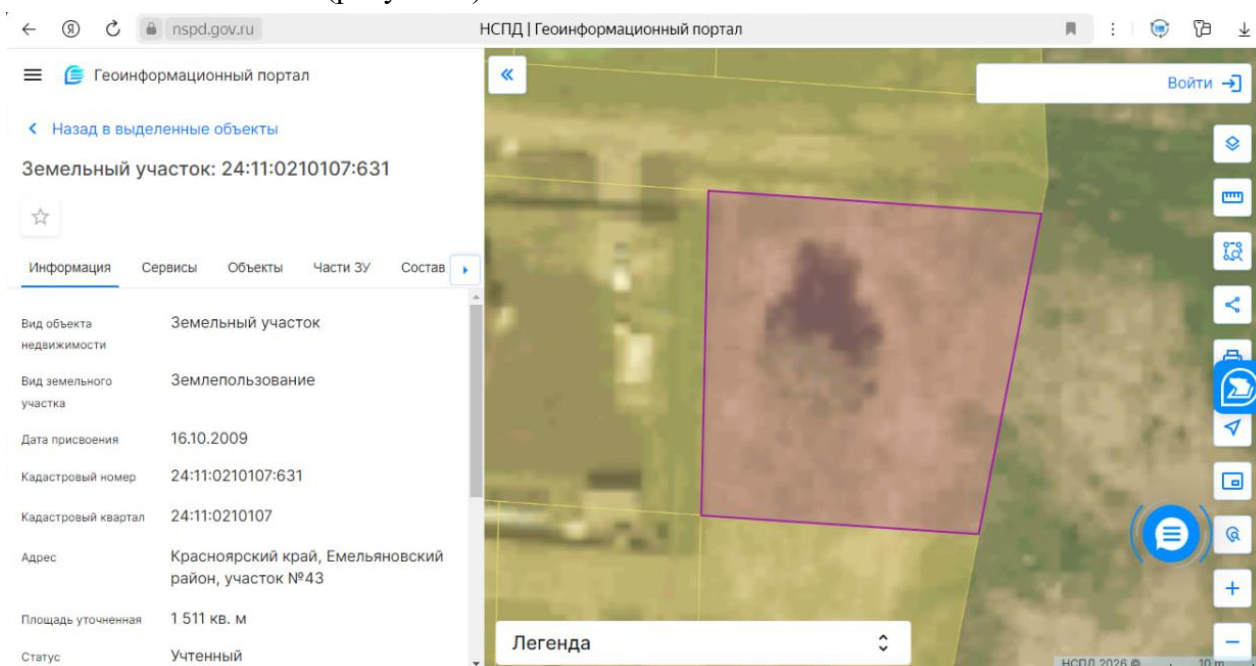 nspd.gov.ru
НСПД | Геоинформационный портал
Геоинформационный портал
Войти
Назад в выделенные объекты
Земельный участок: 24:11:0210107:631
Информация Сервисы Объекты Части ЗУ Состав
Вид объекта недвижимости
Земельный участок
Вид земельного участка
Землепользование
Дата присвоения
16.10.2009
Кадастровый номер
24:11:0210107:631
Кадастровый квартал
24:11:0210107
Адрес
Красноярский край, Емельяновский
район, участок №43
Площадь уточненная
1 511 кв. м
Статус
Учтенный
Легенда
НСПД 2026 ©
10 m